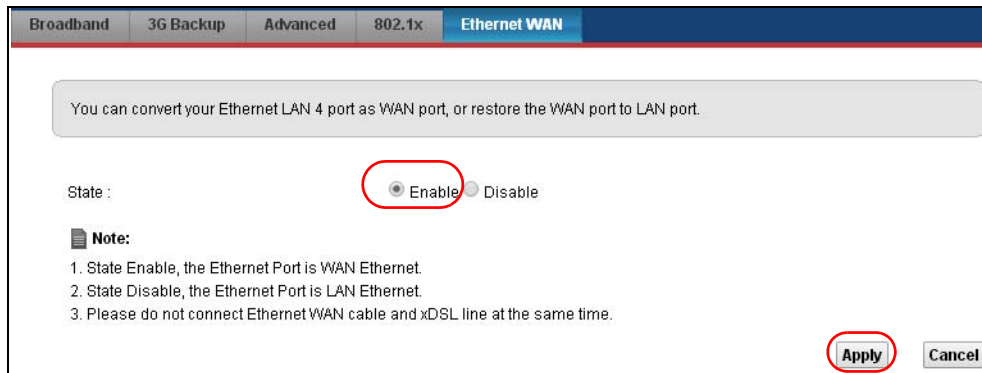 Broadband 3G Backup Advanced 802.1x Ethernet WAN
You can convert your Ethernet LAN 4 port as WAN port, or restore the WAN port to LAN port.
State : Enable Disable
Note:
1. State Enable, the Ethernet Port is WAN Ethernet.
2. State Disable, the Ethernet Port is LAN Ethernet.
3. Please do not connect Ethernet WAN cable and xDSL line at the same time.
Apply Cancel